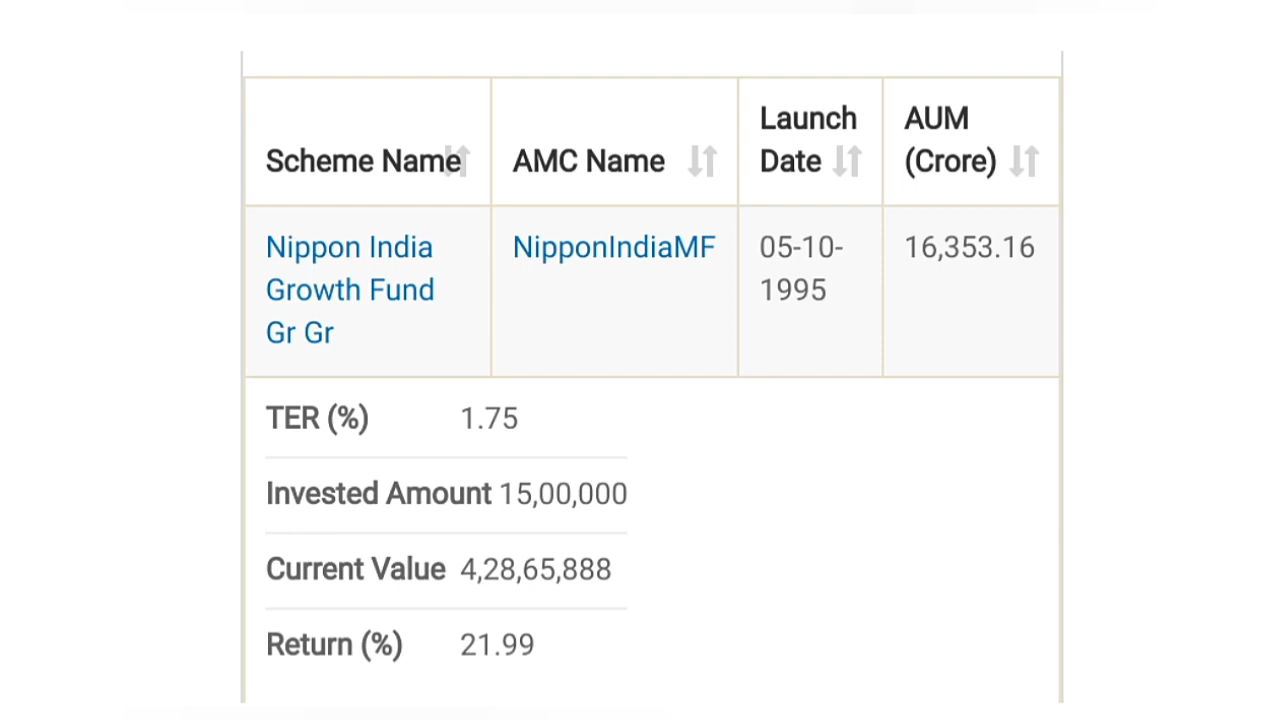 Scheme Name
AMC Name
Launch
Date
AUM
(Crore)
Nippon India
Growth Fund
Gr Gr
NipponIndiaMF
05-10-
1995
16,353.16
TER (%) 1.75
Invested Amount 15,00,000
Current Value 4,28,65,888
Return (%) 21.99